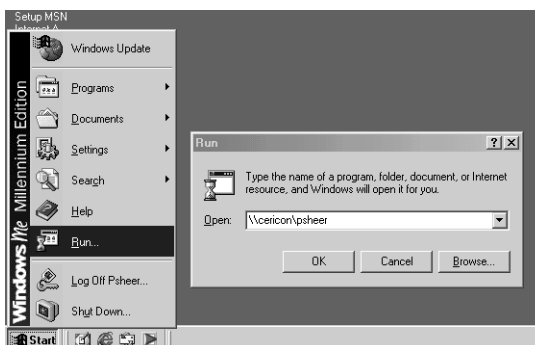 Setup MSN
Windows Update
Programs
Documents
Settings
Search
Help
Run...
Log Off Psheer...
Shut Down...
Windows Me Millennium Edition
Start
Run
Type the name of a program, folder, document, or Internet
resource, and Windows will open it for you.
Open: \\cericon\psheer
OK Cancel Browse...